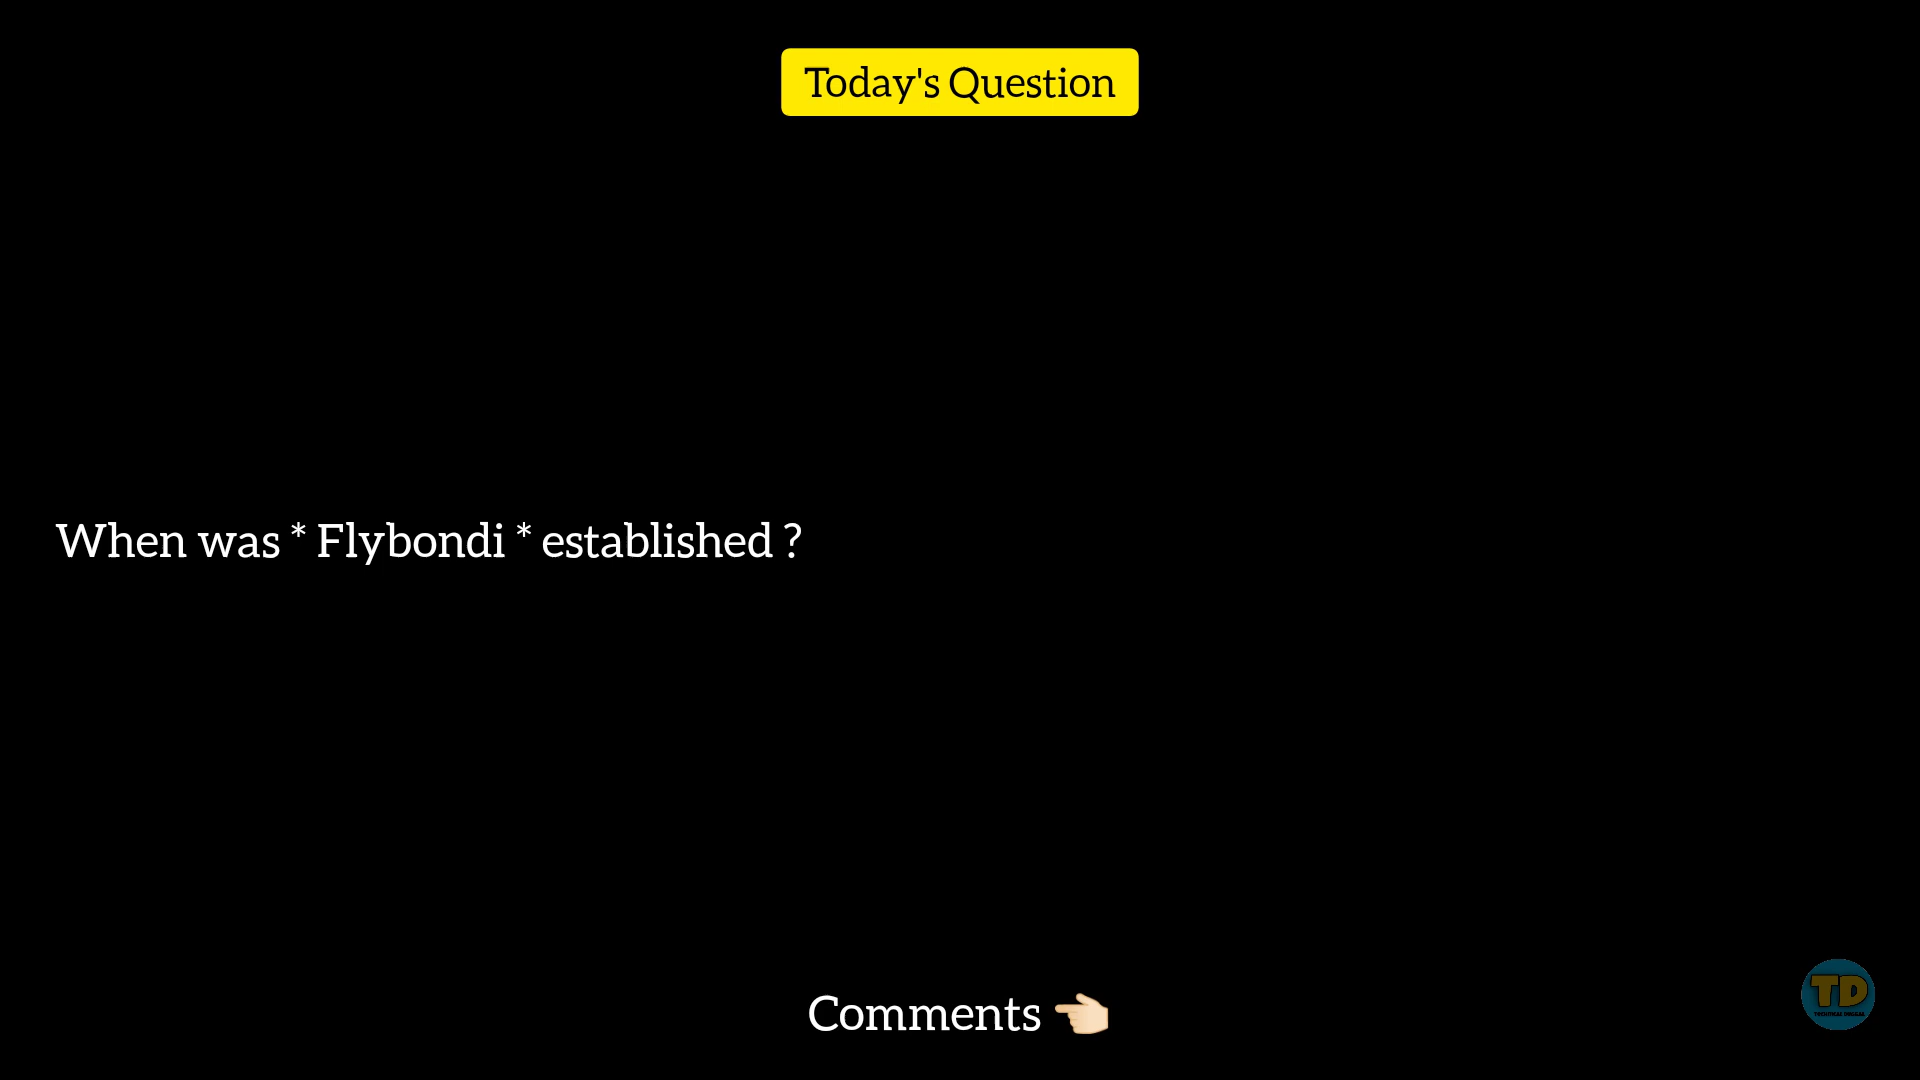 Today's Question
When was * Flybondi * established ?
Comments 👈🏻
TD